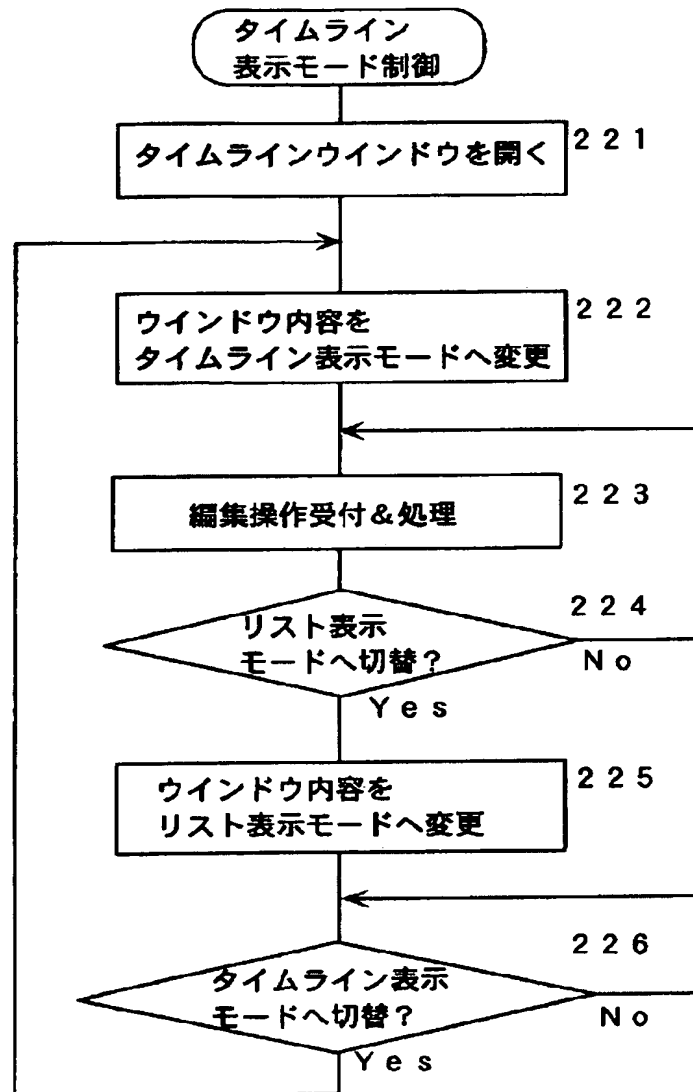 タイムライン
表示モード制御
タイムラインウインドウを開く
２２１
ウインドウ内容を
タイムライン表示モードへ変更
２２２
編集操作受付＆処理
２２３
リスト表示
モードへ切替？
２２４
Ｎｏ
Ｙｅｓ
ウインドウ内容を
リスト表示モードへ変更
２２５
タイムライン表示
モードへ切替？
２２６
Ｎｏ
Ｙｅｓ